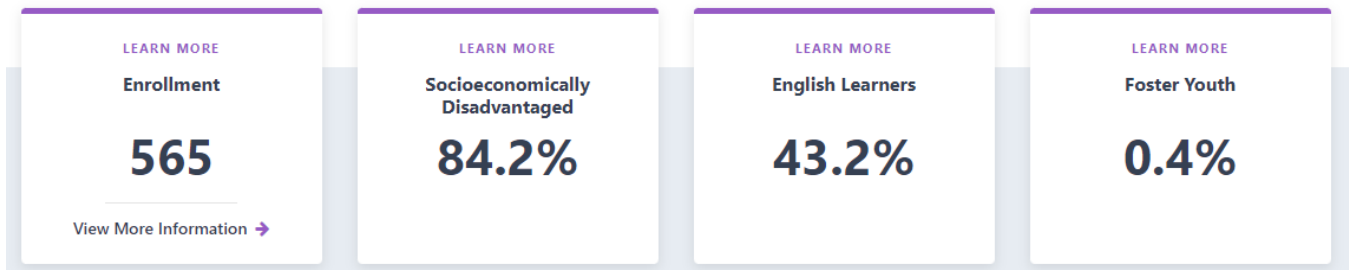 LEARN MORE
Enrollment
565
View More Information
LEARN MORE
Socioeconomically
Disadvantaged
84.2%
LEARN MORE
English Learners
43.2%
LEARN MORE
Foster Youth
0.4%